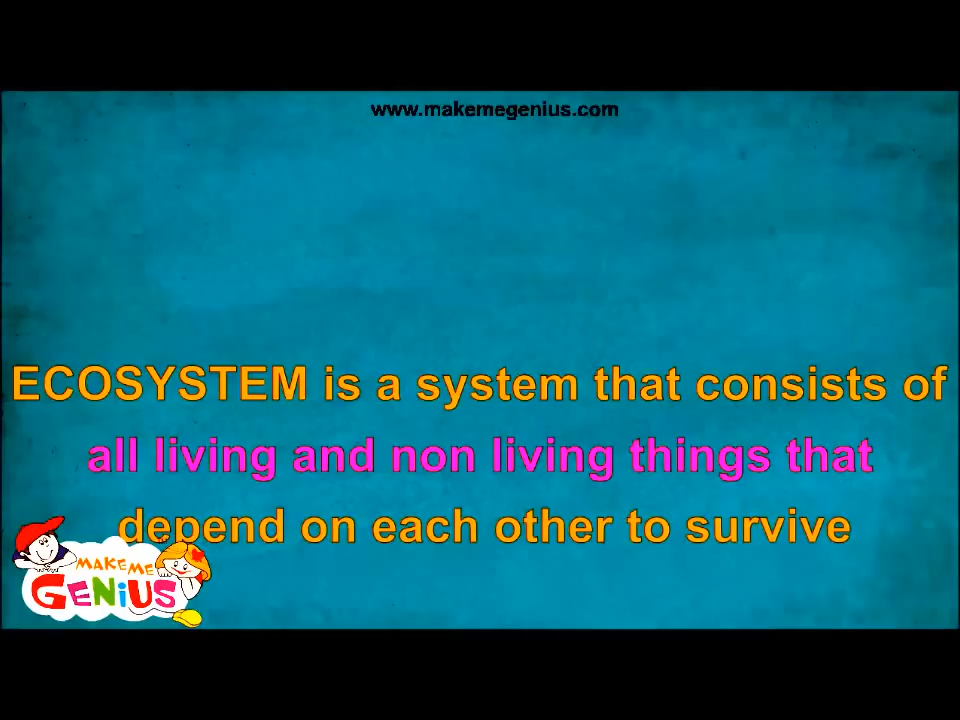 www.makemegenius.com
ECOSYSTEM is a system that consists of
all living and non living things that
depend on each other to survive
MAKE ME
GENiUS